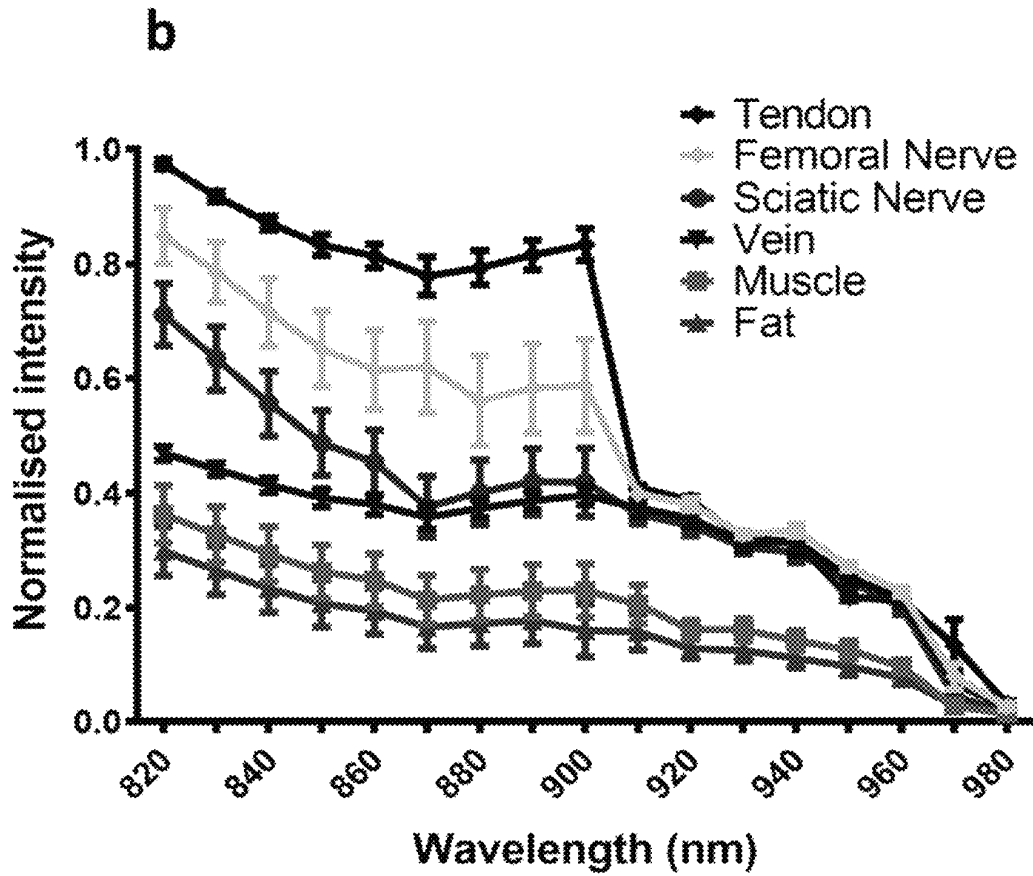 b
Tendon
Femoral Nerve
Sciatic Nerve
Vein
Muscle
Fat
Normalised intensity
1.0
0.8
0.6
0.4
0.2
0.0
820 840 860 880 900 920 940 960 980
Wavelength (nm)